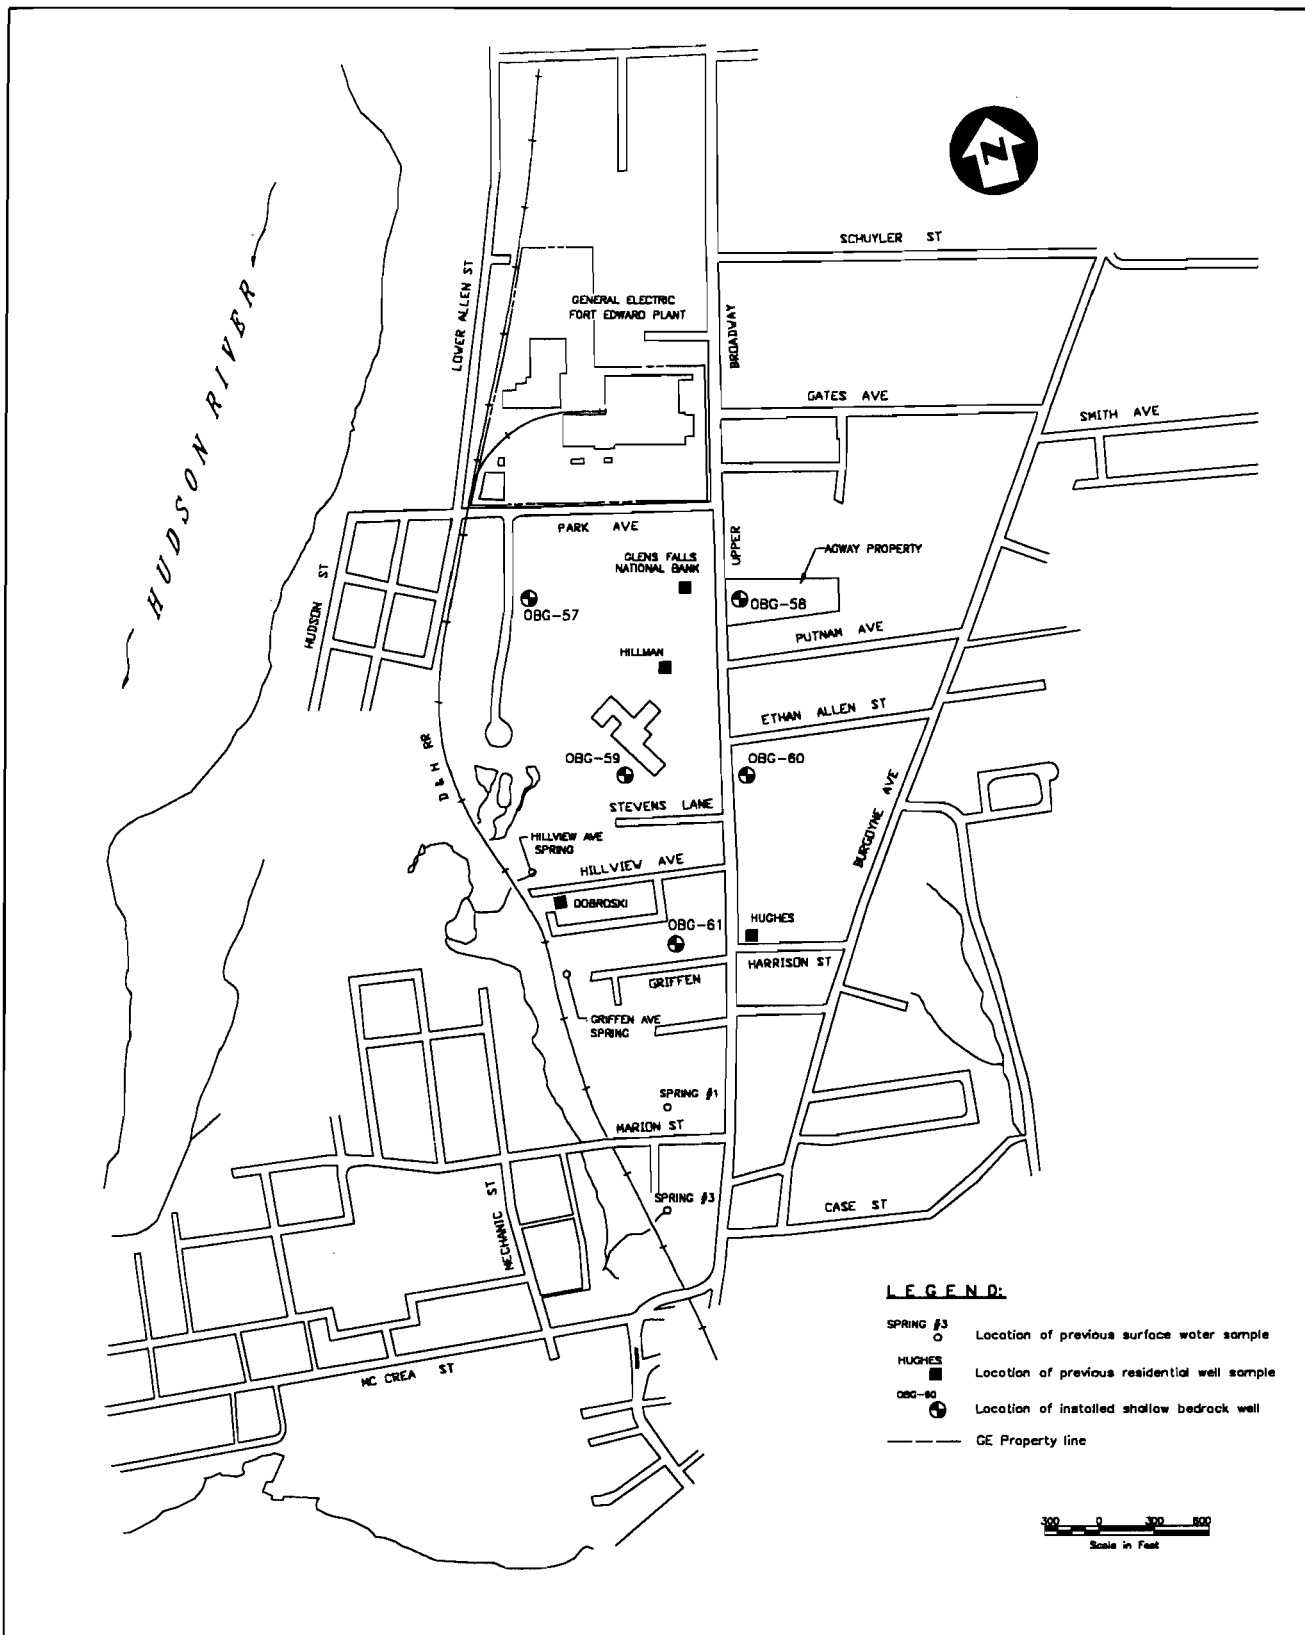 N
SCHUYLER ST
HUDSON RIVER
LOWER ALLEN ST
GENERAL ELECTRIC
FORT EDWARD PLANT
BROADWAY
GATES AVE
SMITH AVE
PARK AVE
UPPER
AGWAY PROPERTY
GLENS FALLS
NATIONAL BANK
HUDSON ST
OBG-57
OBG-58
PUTNAM AVE
HILLMAN
ETHAN ALLEN ST
D & H RR
OBG-59
OBG-60
STEVENS LANE
BURGOYNE AVE
HILLVIEW AVE
SPRING
HILLVIEW AVE
DOBROSKI
OBG-61
HUGHES
HARRISON ST
GRIFFEN
GRIFFEN AVE
SPRING
SPRING #1
MARION ST
MECHANIC ST
SPRING #3
CASE ST
MC CREA ST
LEGEND:
SPRING #3
Location of previous surface water sample
HUGHES
Location of previous residential well sample
OBG-60
Location of installed shallow bedrock well
GE Property line
300 0 300 600
Scale in Feet